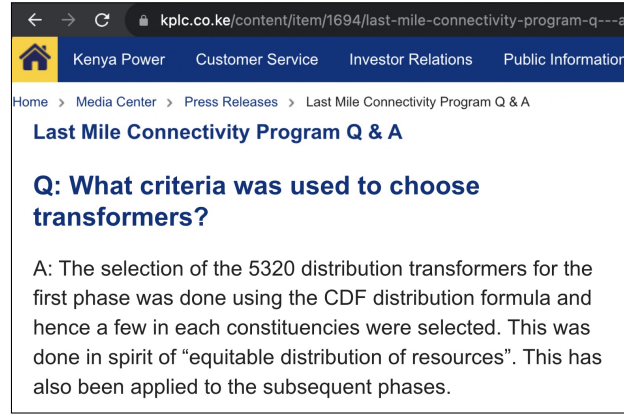 kplc.co.ke/content/item/1694/last-mile-connectivity-program-q---a
Kenya Power Customer Service Investor Relations Public Information
Home > Media Center > Press Releases > Last Mile Connectivity Program Q & A
Last Mile Connectivity Program Q & A
Q: What criteria was used to choose
transformers?
A: The selection of the 5320 distribution transformers for the
first phase was done using the CDF distribution formula and
hence a few in each constituencies were selected. This was
done in spirit of “equitable distribution of resources”. This has
also been applied to the subsequent phases.